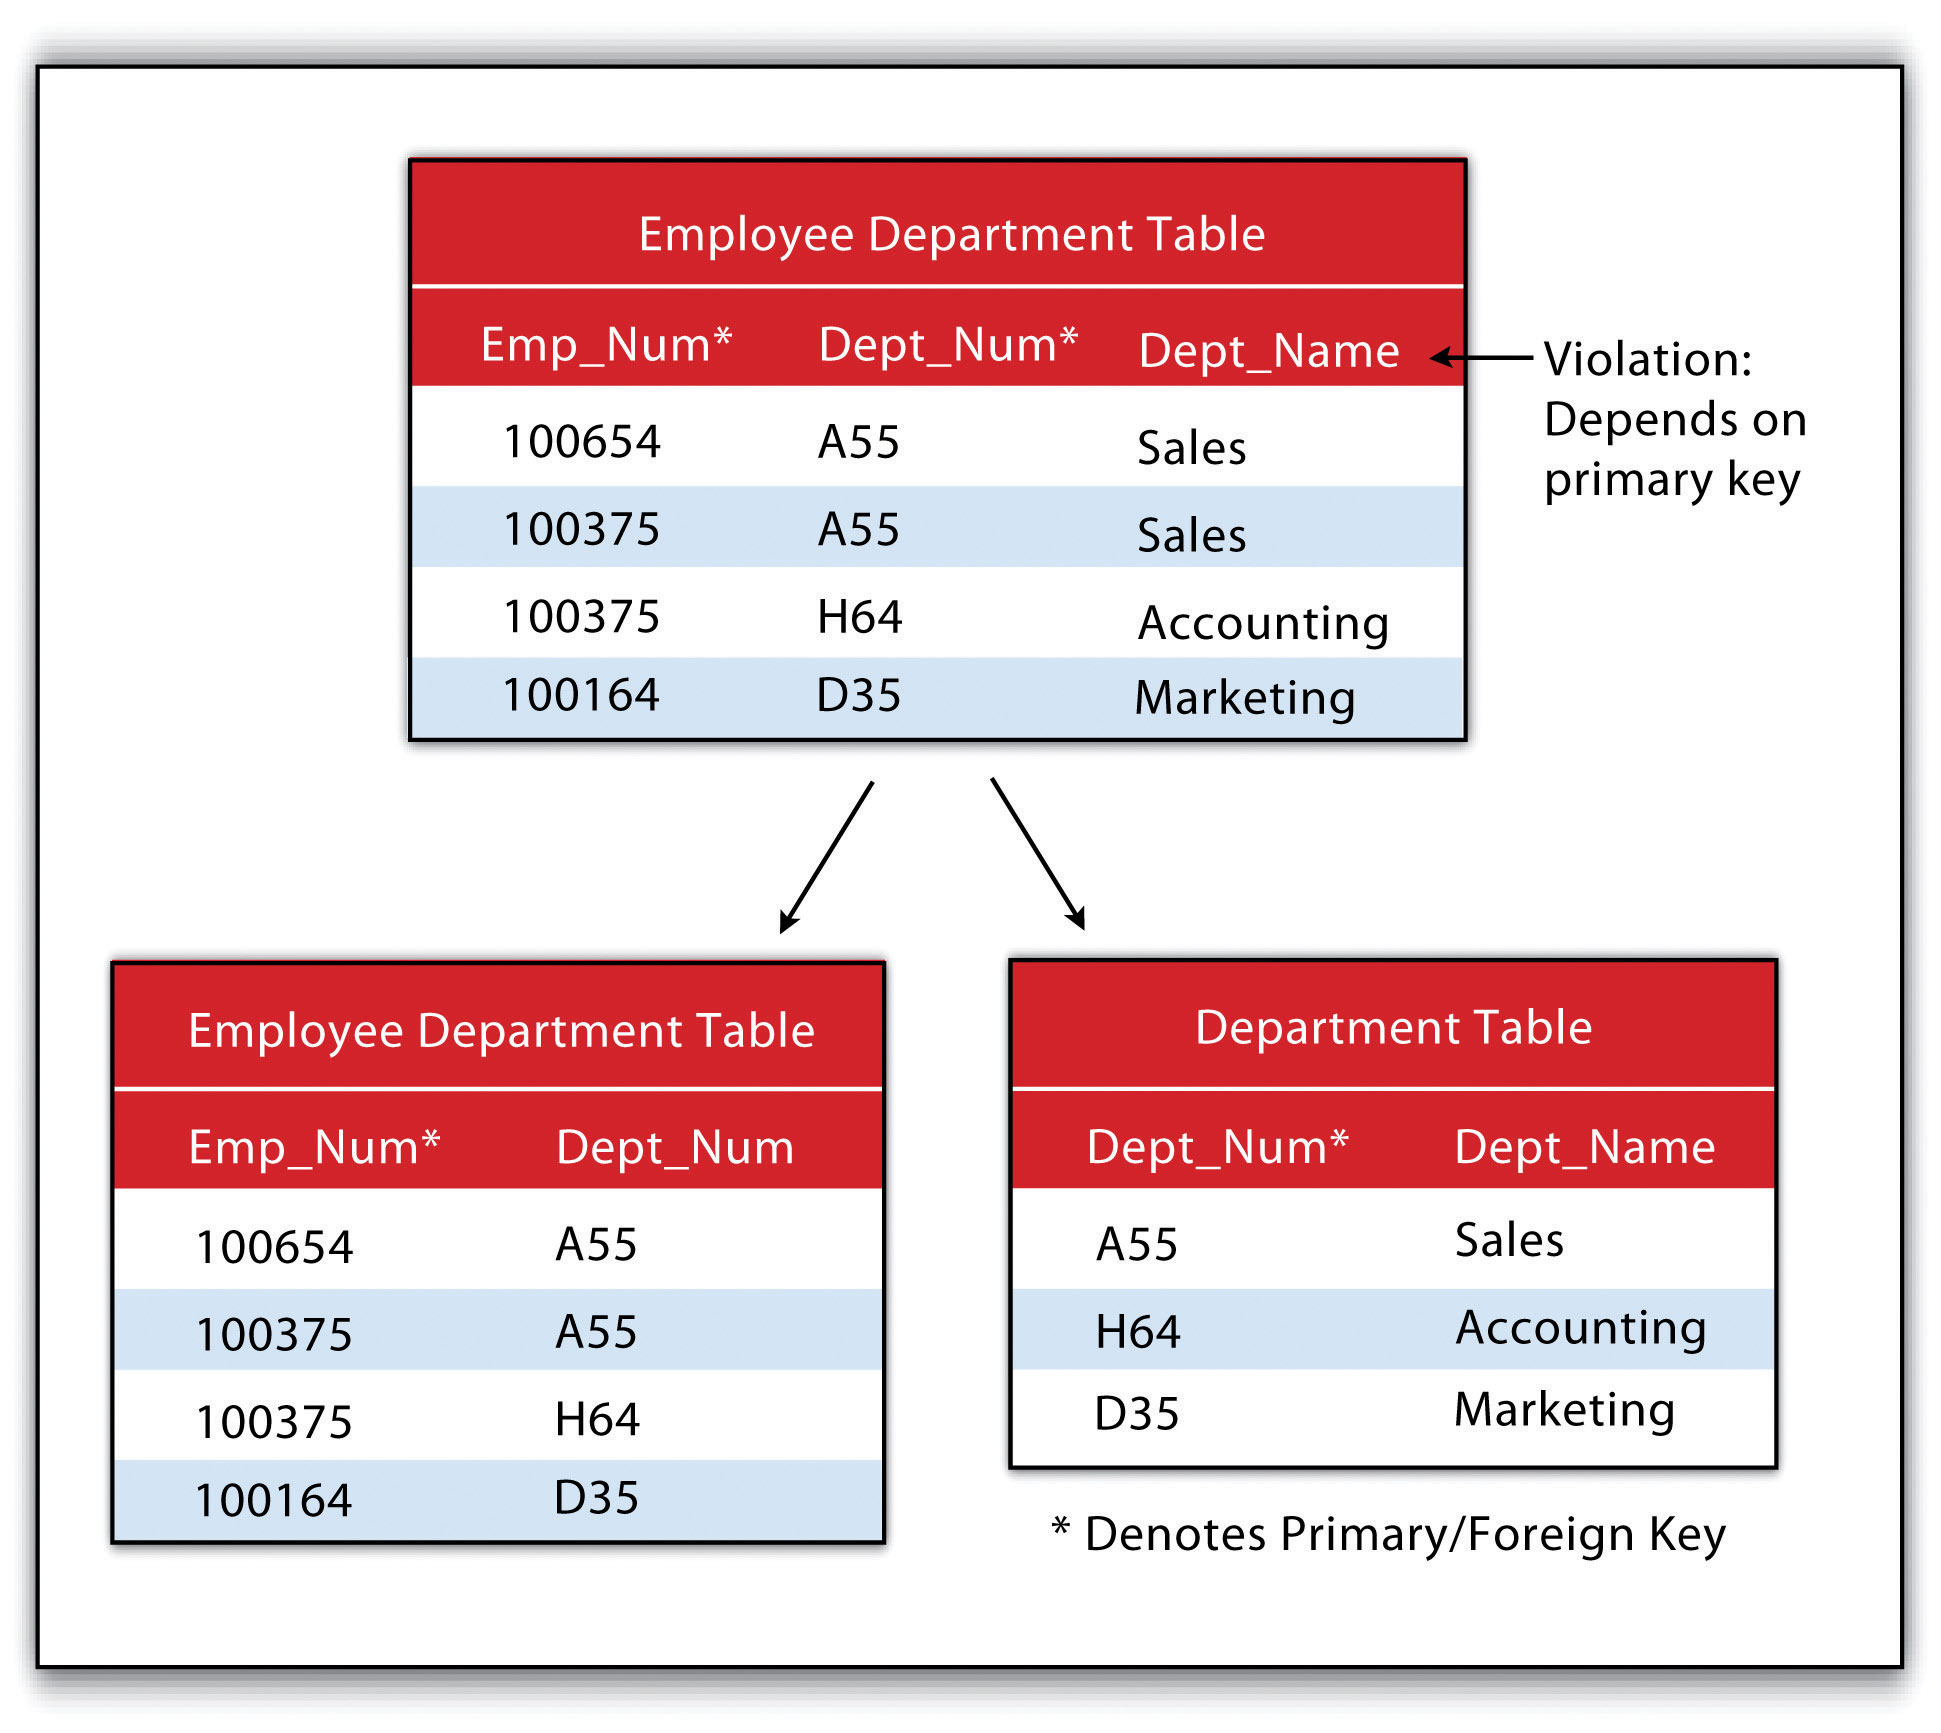 Employee Department Table
Emp_Num* Dept_Num* Dept_Name
Violation:
Depends on
primary key
100654 A55 Sales
100375 A55 Sales
100375 H64 Accounting
100164 D35 Marketing
Employee Department Table
Emp_Num* Dept_Num
100654 A55
100375 A55
100375 H64
100164 D35
Department Table
Dept_Num* Dept_Name
A55 Sales
H64 Accounting
D35 Marketing
* Denotes Primary/Foreign Key